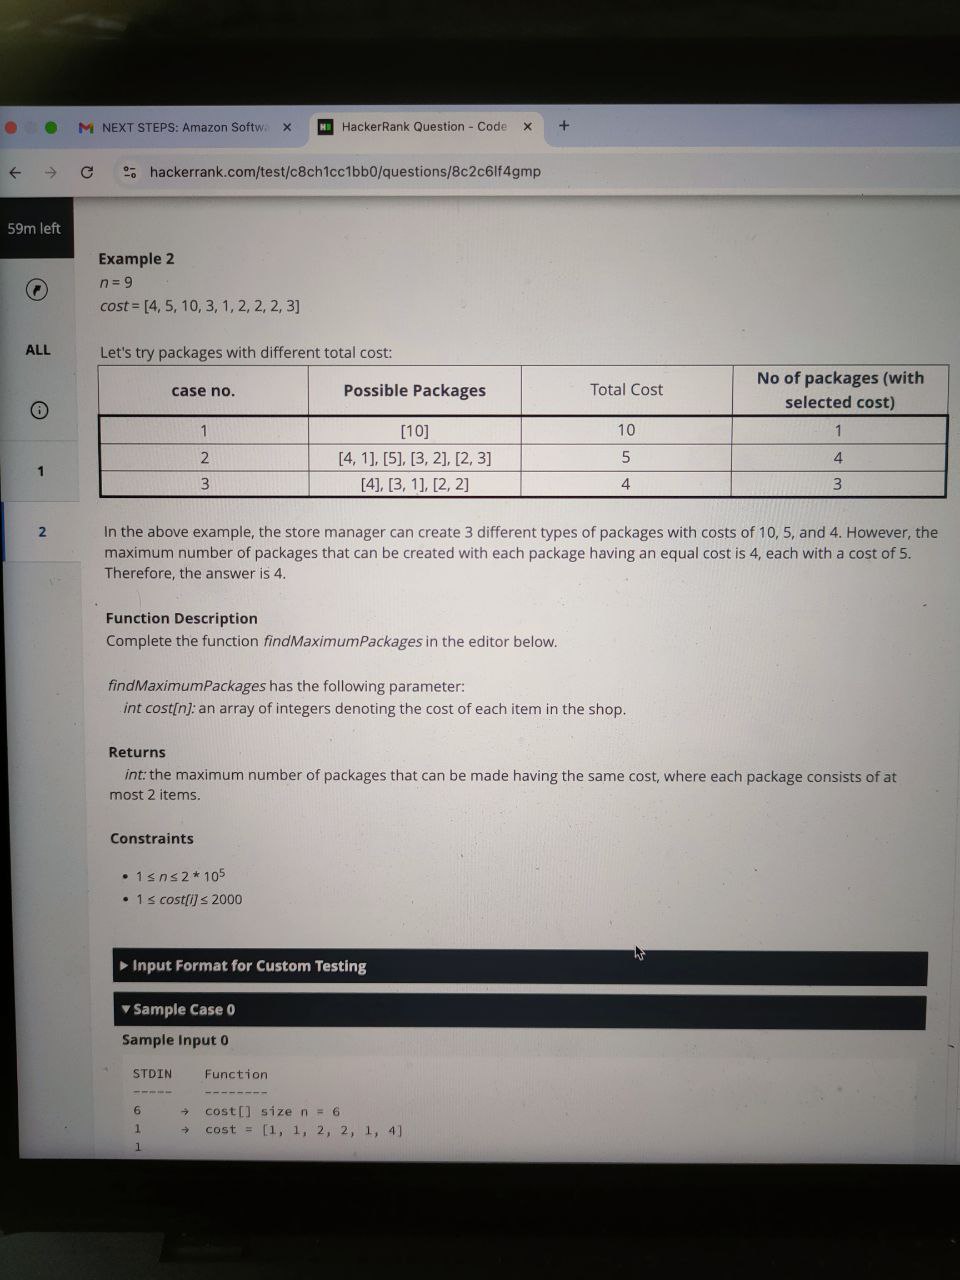 NEXT STEPS: Amazon Softwa
HackerRank Question - Code
hackerrank.com/test/c8ch1cc1bb0/questions/8c2c6lf4gmp
59m left
ALL
1
2
Example 2
n = 9
cost = [4, 5, 10, 3, 1, 2, 2, 2, 3]
Let's try packages with different total cost:
case no. Possible Packages Total Cost No of packages (with selected cost)
1 [10] 10 1
2 [4, 1], [5], [3, 2], [2, 3] 5 4
3 [4], [3, 1], [2, 2] 4 3
In the above example, the store manager can create 3 different types of packages with costs of 10, 5, and 4. However, the
maximum number of packages that can be created with each package having an equal cost is 4, each with a cost of 5.
Therefore, the answer is 4.
Function Description
Complete the function findMaximumPackages in the editor below.
findMaximumPackages has the following parameter:
int cost[n]: an array of integers denoting the cost of each item in the shop.
Returns
int: the maximum number of packages that can be made having the same cost, where each package consists of at
most 2 items.
Constraints
• 1 ≤ n ≤ 2 * 10⁵
• 1 ≤ cost[i] ≤ 2000
▶ Input Format for Custom Testing
▼ Sample Case 0
Sample Input 0
STDIN Function
----- --------
6 → cost[] size n = 6
1 → cost = [1, 1, 2, 2, 1, 4]
1